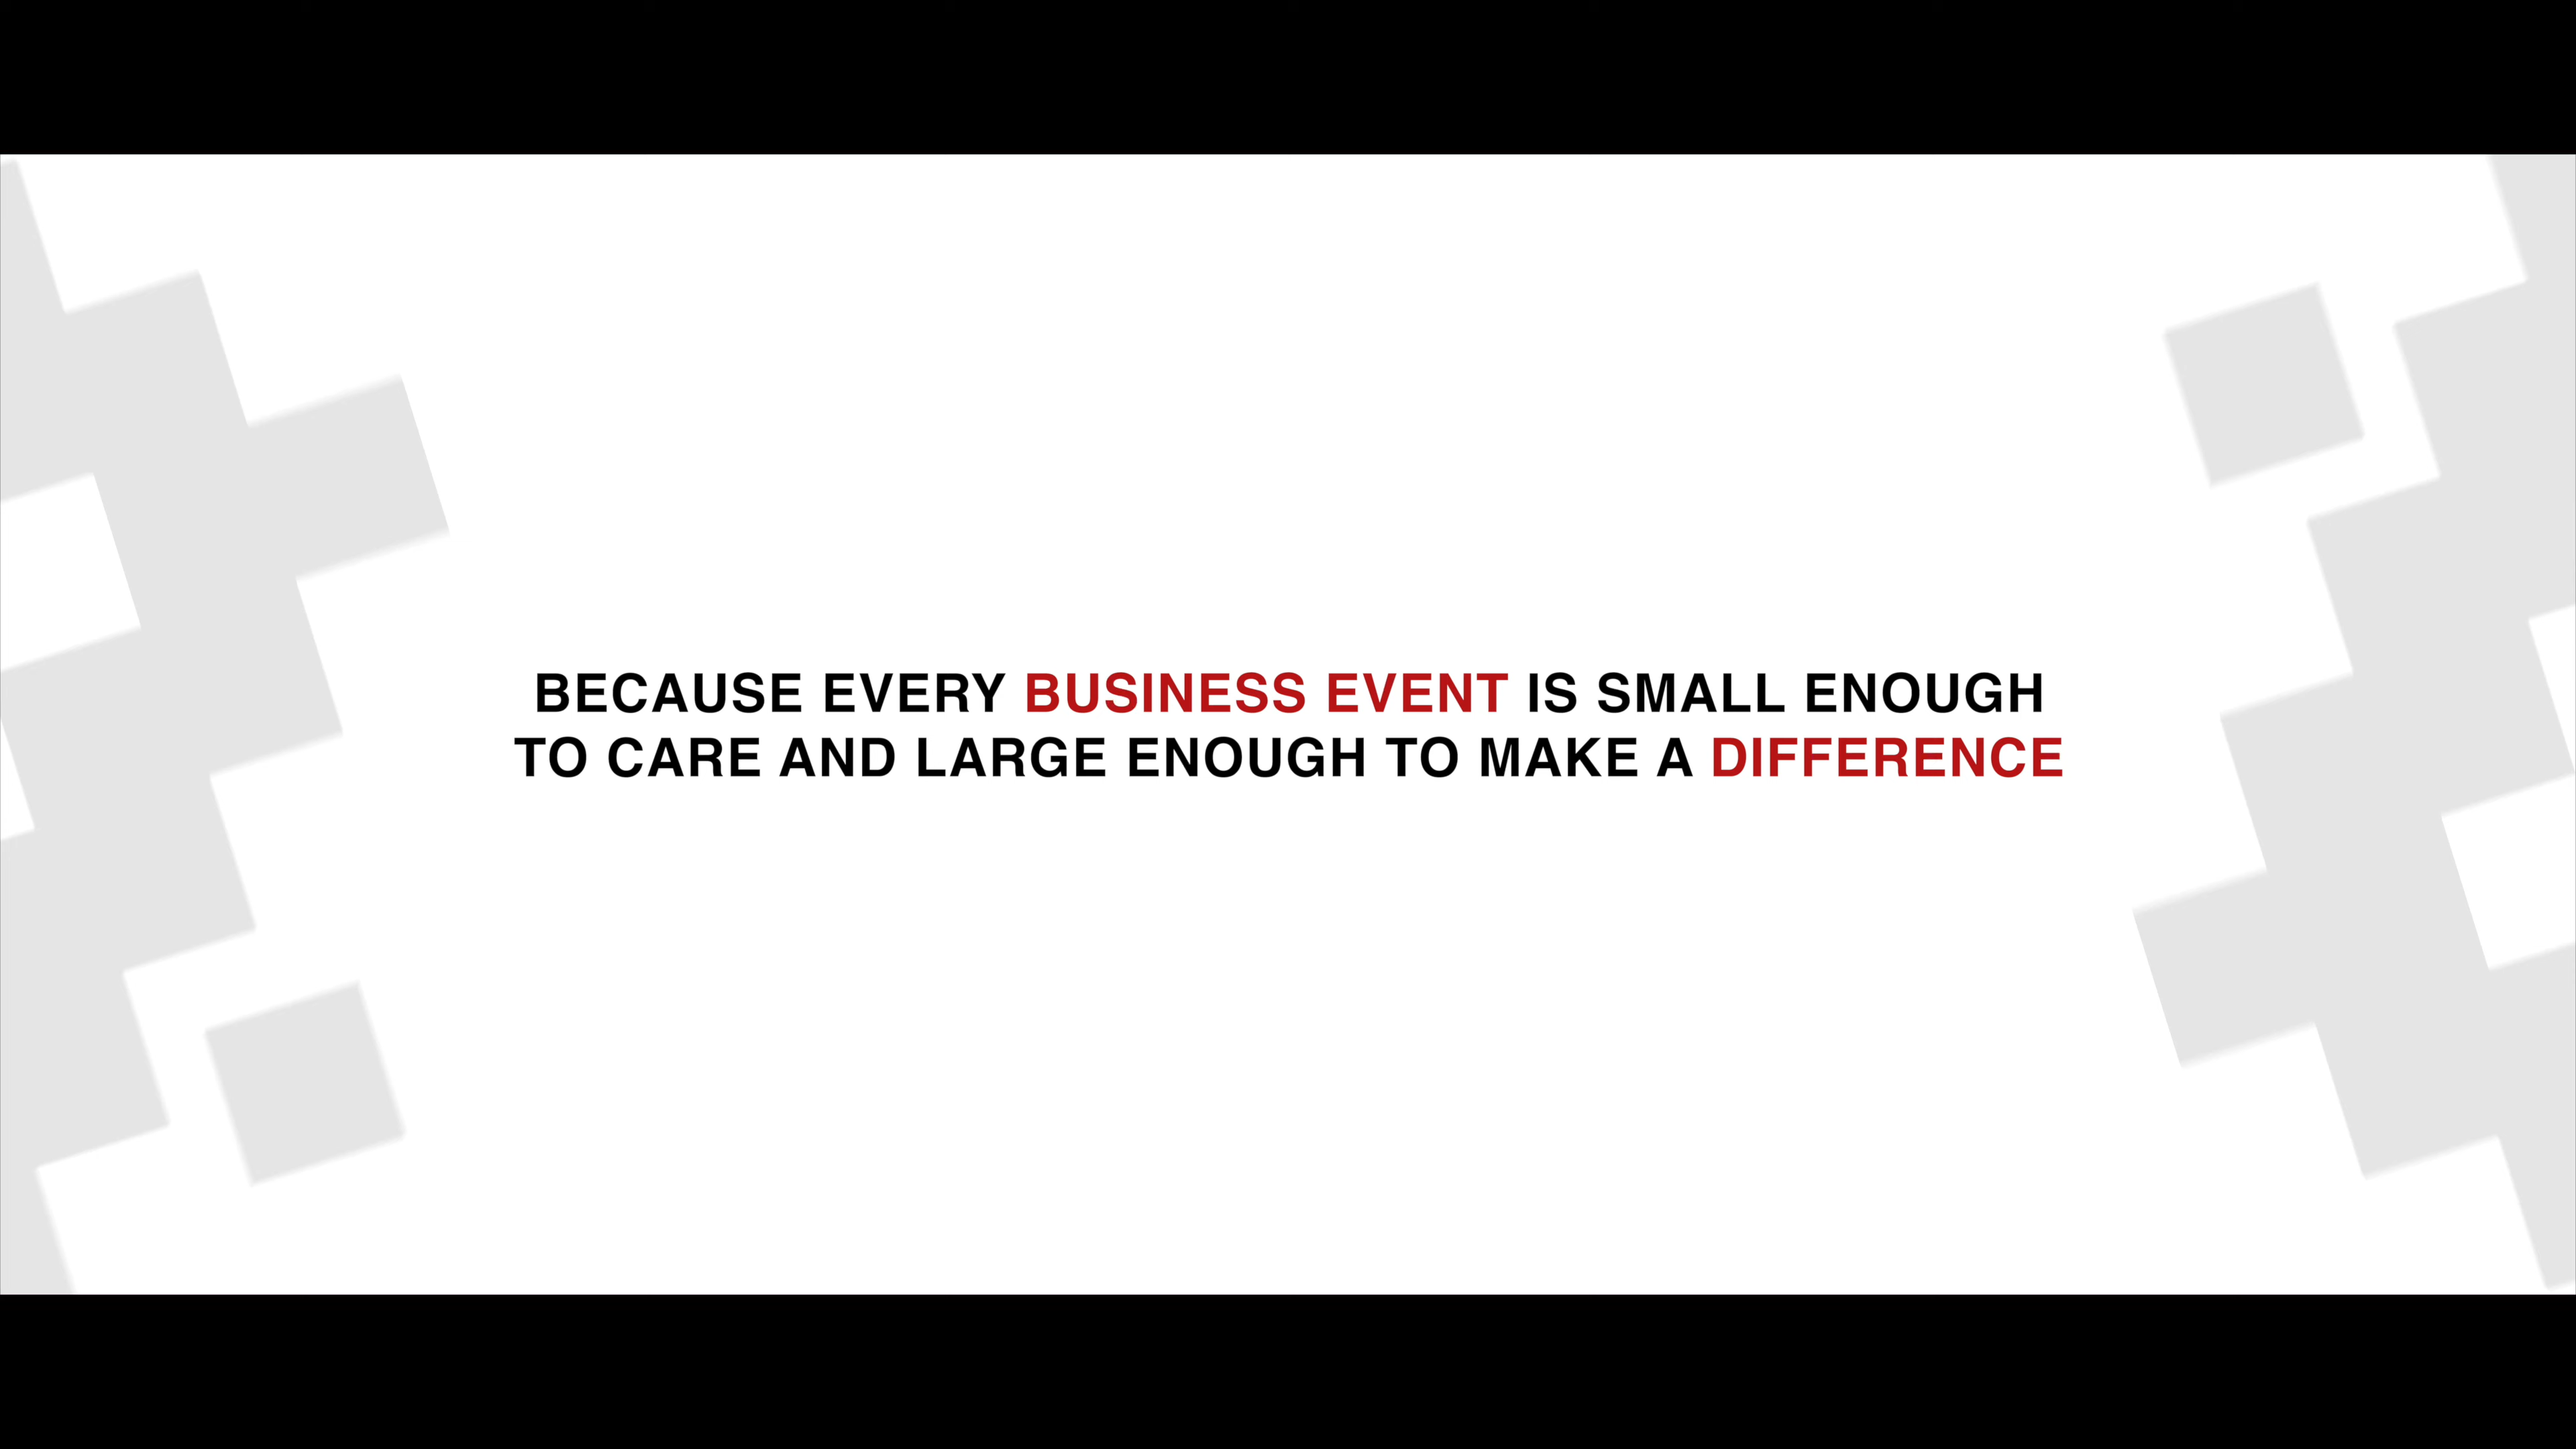 BECAUSE EVERY BUSINESS EVENT IS SMALL ENOUGH
TO CARE AND LARGE ENOUGH TO MAKE A DIFFERENCE